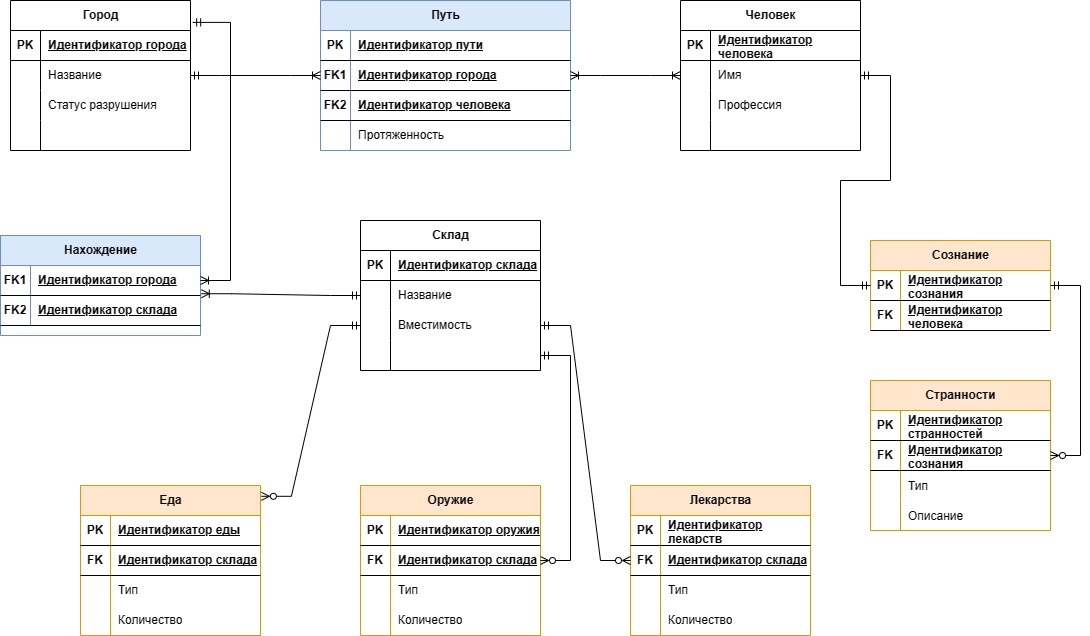 Город
PK Идентификатор города
Название
Статус разрушения
Путь
PK Идентификатор пути
FK1 Идентификатор города
FK2 Идентификатор человека
Протяженность
Человек
PK Идентификатор
человека
Имя
Профессия
Нахождение
FK1 Идентификатор города
FK2 Идентификатор склада
Склад
PK Идентификатор склада
Название
Вместимость
Сознание
PK Идентификатор
сознания
FK Идентификатор
человека
Странности
PK Идентификатор
странностей
FK Идентификатор
сознания
Тип
Описание
Еда
PK Идентификатор еды
FK Идентификатор склада
Тип
Количество
Оружие
PK Идентификатор оружия
FK Идентификатор склада
Тип
Количество
Лекарства
PK Идентификатор
лекарств
FK Идентификатор склада
Тип
Количество